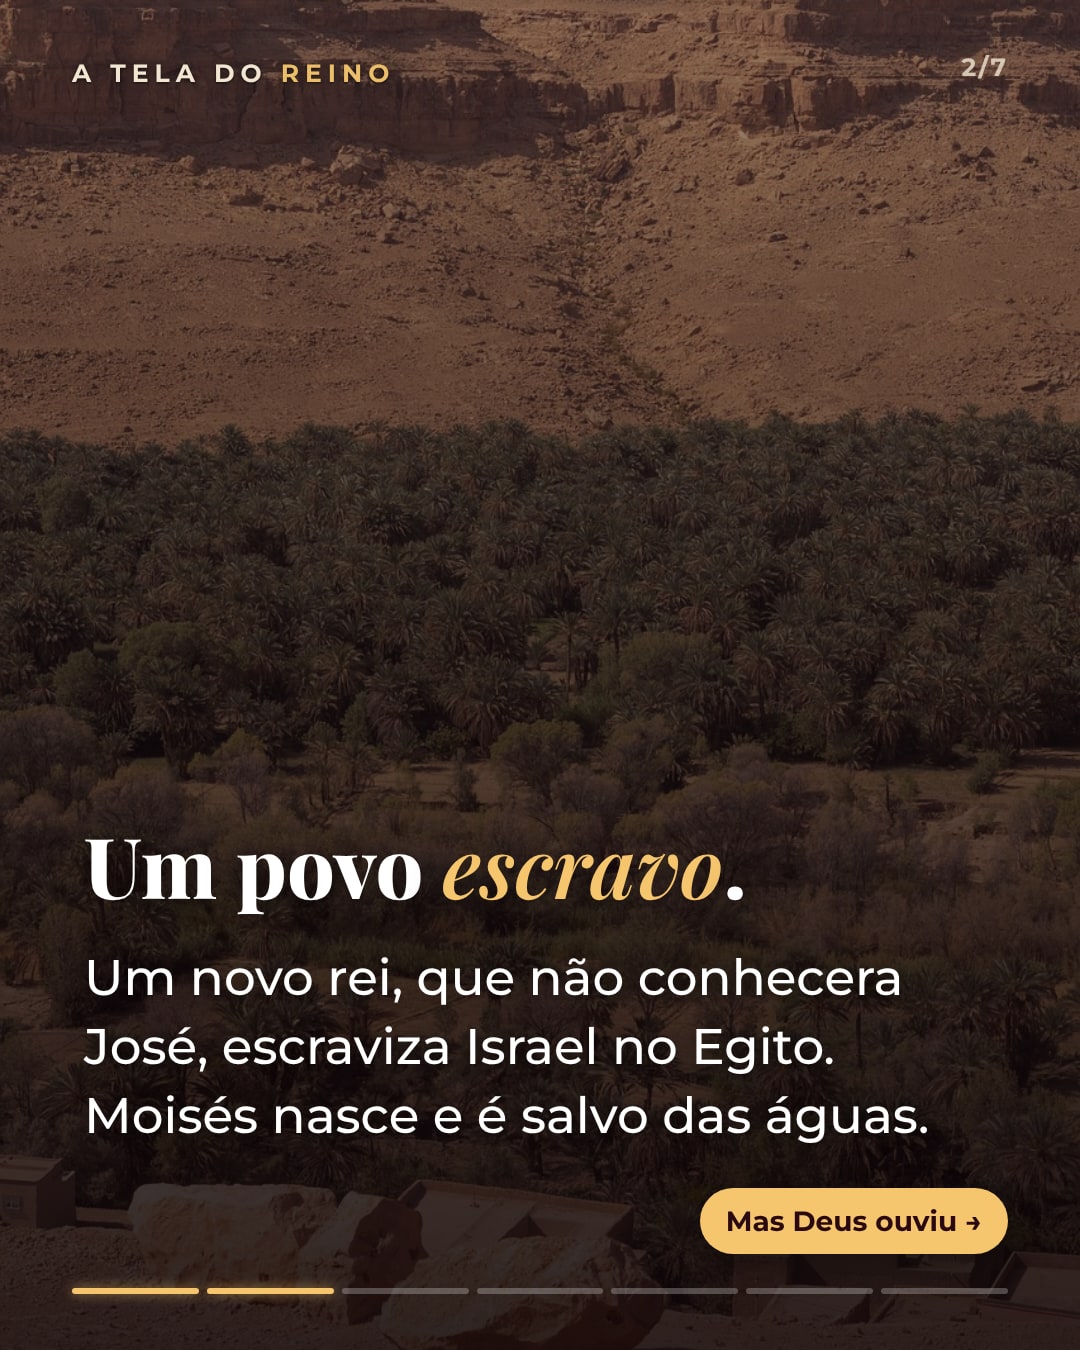 A TELA DO REINO
2/7
Um povo escravo.
Um novo rei, que não conhecera
José, escraviza Israel no Egito.
Moisés nasce e é salvo das águas.
Mas Deus ouviu →